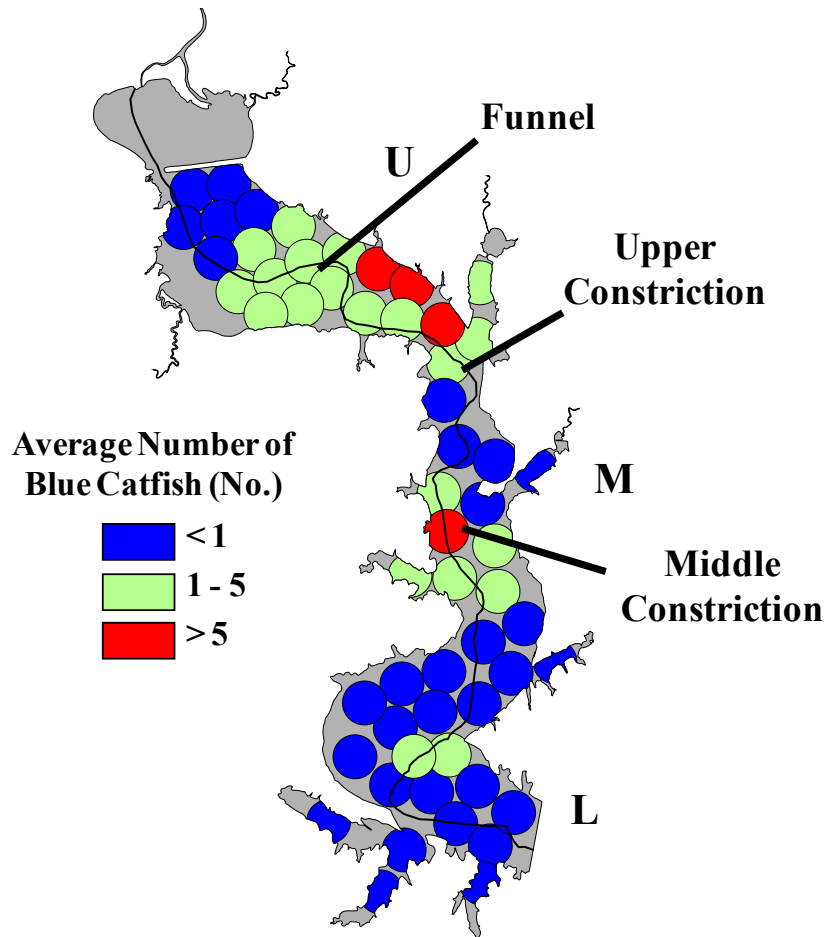 Funnel
U
Upper
Constriction
Average Number of
Blue Catfish (No.)
< 1
1 - 5
> 5
M
Middle
Constriction
L